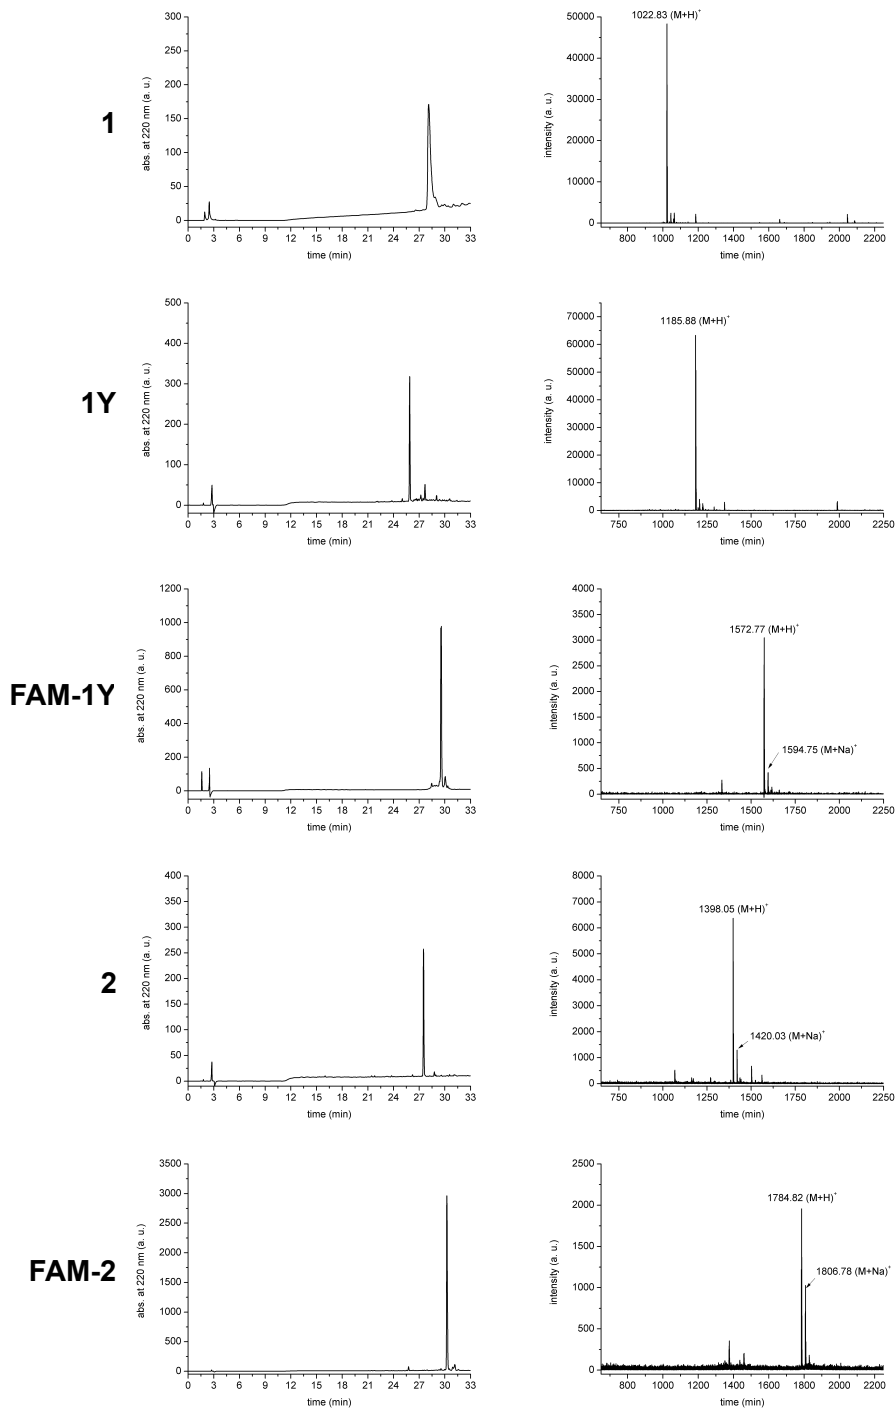 1
300
250
200
150
100
50
0
abs. at 220 nm (a. u.)
0 3 6 9 12 15 18 21 24 27 30 33
time (min)
50000
40000
30000
20000
10000
0
intensity (a. u.)
1022.83 (M+H)⁺
800 1000 1200 1400 1600 1800 2000 2200
time (min)
1Y
500
400
300
200
100
0
abs. at 220 nm (a. u.)
0 3 6 9 12 15 18 21 24 27 30 33
time (min)
70000
60000
50000
40000
30000
20000
10000
0
intensity (a. u.)
1185.88 (M+H)⁺
750 1000 1250 1500 1750 2000 2250
time (min)
FAM-1Y
1200
1000
800
600
400
200
0
abs. at 220 nm (a. u.)
0 3 6 9 12 15 18 21 24 27 30 33
time (min)
4000
3500
3000
2500
2000
1500
1000
500
0
intensity (a. u.)
1572.77 (M+H)⁺
1594.75 (M+Na)⁺
750 1000 1250 1500 1750 2000 2250
time (min)
2
400
350
300
250
200
150
100
50
0
abs. at 220 nm (a. u.)
0 3 6 9 12 15 18 21 24 27 30 33
time (min)
8000
7000
6000
5000
4000
3000
2000
1000
0
intensity (a. u.)
1398.05 (M+H)⁺
1420.03 (M+Na)⁺
750 1000 1250 1500 1750 2000 2250
time (min)
FAM-2
3500
3000
2500
2000
1500
1000
500
0
abs. at 220 nm (a. u.)
0 3 6 9 12 15 18 21 24 27 30 33
time (min)
2500
2000
1500
1000
500
0
intensity (a. u.)
1784.82 (M+H)⁺
1806.78 (M+Na)⁺
800 1000 1200 1400 1600 1800 2000 2200
time (min)